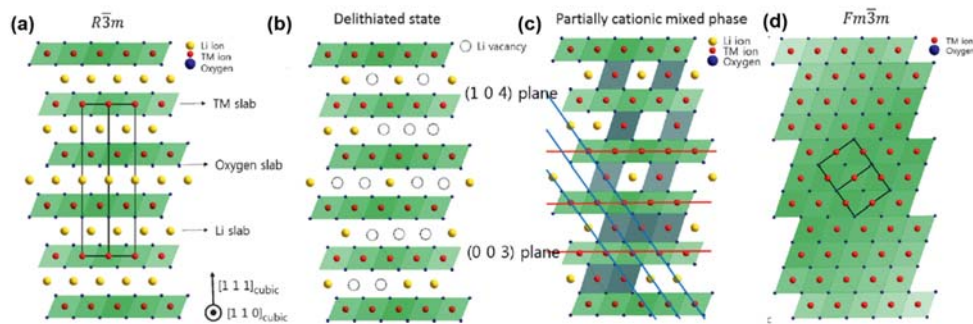 (a)
R3̅m
Li ion
TM ion
Oxygen
TM slab
Oxygen slab
Li slab
[1 1 1]cubic
[1 1 0]cubic
(b)
Delithiated state
Li vacancy
(1 0 4) plane
(0 0 3) plane
(c)
Partially cationic mixed phase
Li ion
TM ion
Oxygen
(d)
Fm3̅m
TM ion
Oxygen